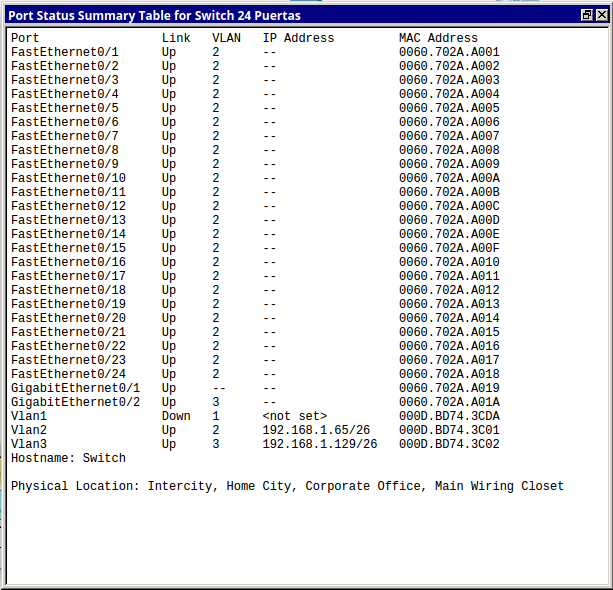 Port Status Summary Table for Switch 24 Puertas
Port Link VLAN IP Address MAC Address
FastEthernet0/1 Up 2 -- 0060.702A.A001
FastEthernet0/2 Up 2 -- 0060.702A.A002
FastEthernet0/3 Up 2 -- 0060.702A.A003
FastEthernet0/4 Up 2 -- 0060.702A.A004
FastEthernet0/5 Up 2 -- 0060.702A.A005
FastEthernet0/6 Up 2 -- 0060.702A.A006
FastEthernet0/7 Up 2 -- 0060.702A.A007
FastEthernet0/8 Up 2 -- 0060.702A.A008
FastEthernet0/9 Up 2 -- 0060.702A.A009
FastEthernet0/10 Up 2 -- 0060.702A.A00A
FastEthernet0/11 Up 2 -- 0060.702A.A00B
FastEthernet0/12 Up 2 -- 0060.702A.A00C
FastEthernet0/13 Up 2 -- 0060.702A.A00D
FastEthernet0/14 Up 2 -- 0060.702A.A00E
FastEthernet0/15 Up 2 -- 0060.702A.A00F
FastEthernet0/16 Up 2 -- 0060.702A.A010
FastEthernet0/17 Up 2 -- 0060.702A.A011
FastEthernet0/18 Up 2 -- 0060.702A.A012
FastEthernet0/19 Up 2 -- 0060.702A.A013
FastEthernet0/20 Up 2 -- 0060.702A.A014
FastEthernet0/21 Up 2 -- 0060.702A.A015
FastEthernet0/22 Up 2 -- 0060.702A.A016
FastEthernet0/23 Up 2 -- 0060.702A.A017
FastEthernet0/24 Up 2 -- 0060.702A.A018
GigabitEthernet0/1 Up -- -- 0060.702A.A019
GigabitEthernet0/2 Up 3 -- 0060.702A.A01A
Vlan1 Down 1 <not set> 000D.BD74.3CDA
Vlan2 Up 2 192.168.1.65/26 000D.BD74.3C01
Vlan3 Up 3 192.168.1.129/26 000D.BD74.3C02
Hostname: Switch
Physical Location: Intercity, Home City, Corporate Office, Main Wiring Closet